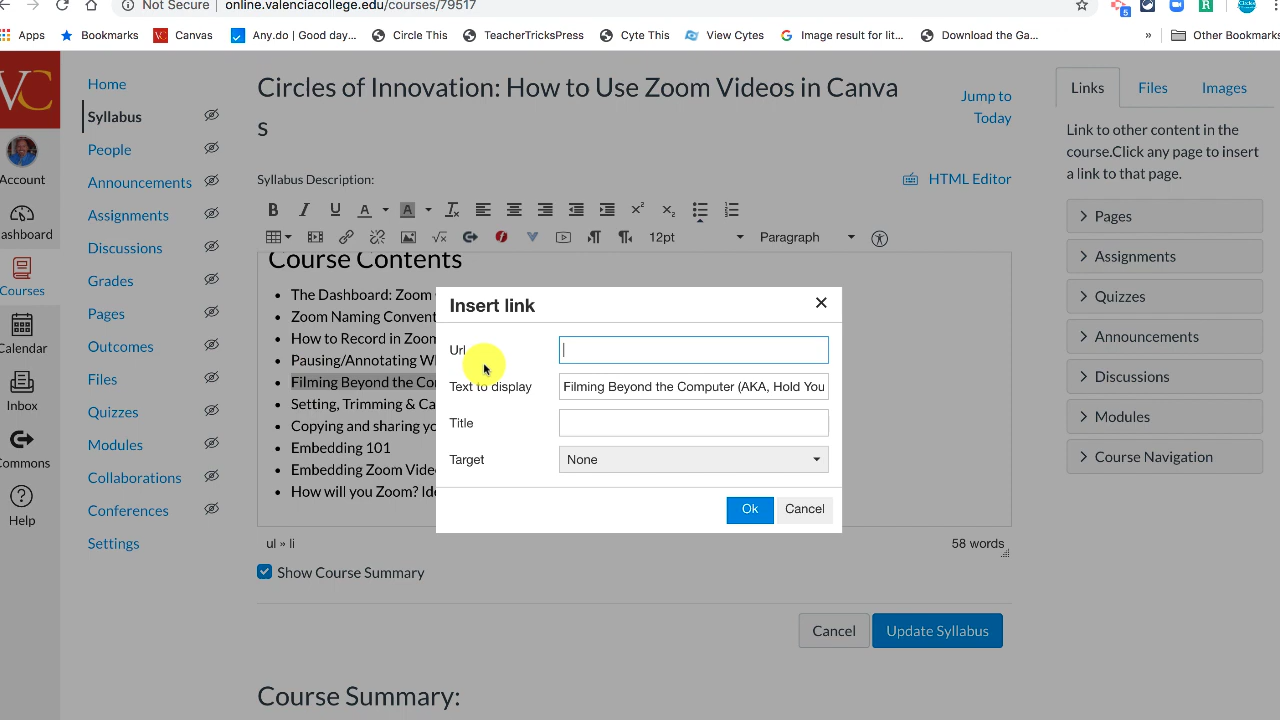 Not Secure | online.valenciacollege.edu/courses/79517
5
Apps Bookmarks Canvas Any.do | Good day... Circle This TeacherTricksPress Cyte This View Cytes Image result for lit... Download the Ga... » Other Bookmarks
VC
Account
Dashboard
Courses
Calendar
Inbox
Commons
Help
Home
Syllabus
People
Announcements
Assignments
Discussions
Grades
Pages
Outcomes
Files
Quizzes
Modules
Collaborations
Conferences
Settings
Circles of Innovation: How to Use Zoom Videos in Canva
s
Jump to
Today
Syllabus Description:
HTML Editor
12pt Paragraph
Course Contents
The Dashboard: Zoom
Zoom Naming Convent
How to Record in Zoom
Pausing/Annotating Wh
Filming Beyond the Co
Setting, Trimming & Ca
Copying and sharing yo
Embedding 101
Embedding Zoom Vide
How will you Zoom? Ide
ul » li
58 words
Show Course Summary
Cancel
Update Syllabus
Course Summary:
Insert link
Url
Text to display Filming Beyond the Computer (AKA, Hold You
Title
Target None
Ok Cancel
Links Files Images
Link to other content in the
course.Click any page to insert
a link to that page.
Pages
Assignments
Quizzes
Announcements
Discussions
Modules
Course Navigation